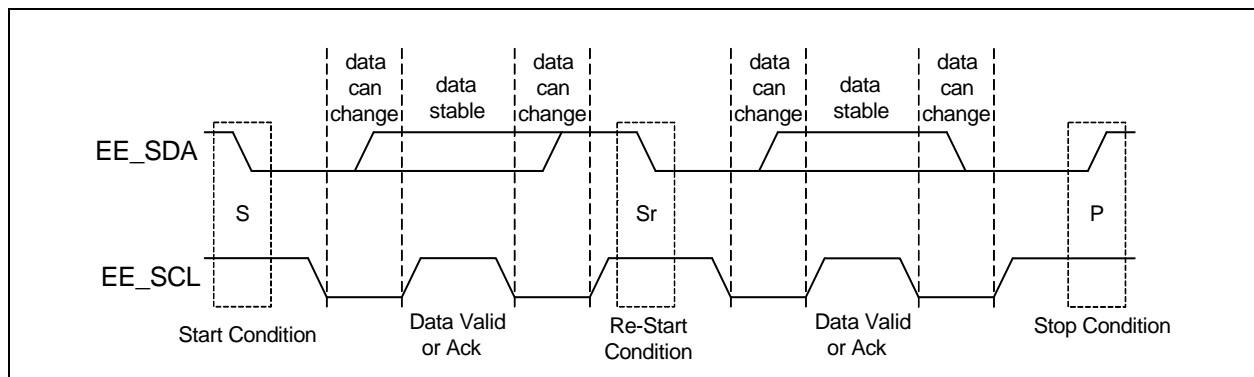 data
can
change
data
stable
data
can
change
data
can
change
data
stable
data
can
change
EE_SDA
S
Sr
P
EE_SCL
Start Condition
Data Valid
or Ack
Re-Start
Condition
Data Valid
or Ack
Stop Condition